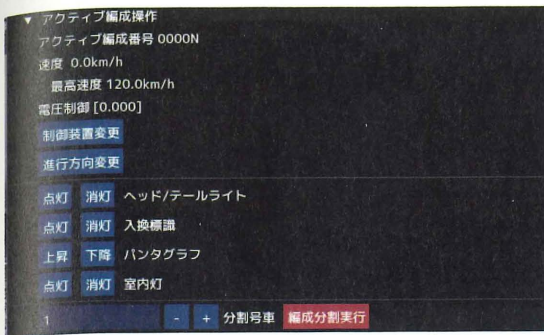 ▼ アクティブ編成操作
アクティブ編成番号 0000N
速度 0.0km/h
最高速度 120.0km/h
電圧制御 [0.000]
制御装置変更
進行方向変更
点灯 消灯 ヘッド/テールライト
点灯 消灯 入換標識
上昇 下降 パンタグラフ
点灯 消灯 室内灯
1 - + 分割号車 編成分割実行